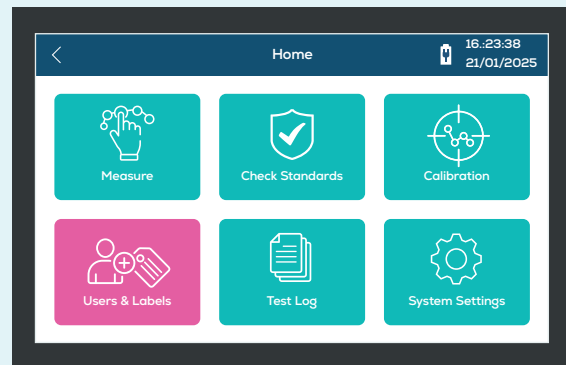 Home
16.:23:38
21/01/2025
Measure
Check Standards
Calibration
Users & Labels
Test Log
System Settings